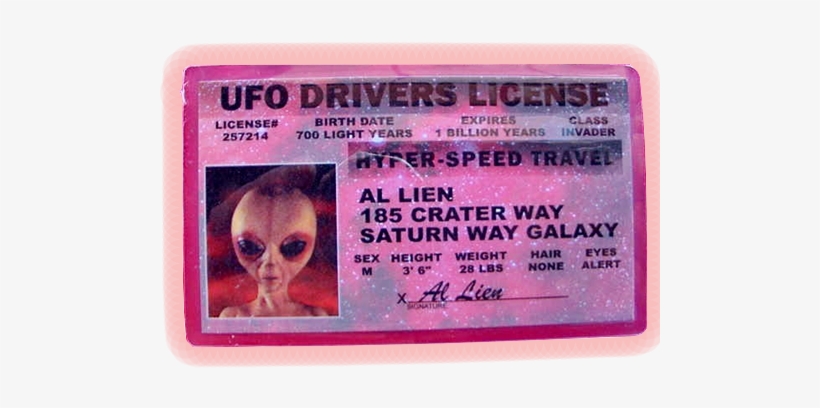 UFO DRIVERS LICENSE
LICENSE# BIRTH DATE EXPIRES CLASS
257214 700 LIGHT YEARS 1 BILLION YEARS INVADER
HYPER-SPEED TRAVEL
AL LIEN
185 CRATER WAY
SATURN WAY GALAXY
SEX HEIGHT WEIGHT HAIR EYES
M 3' 6" 28 LBS NONE ALERT
X Al Lien
SIGNATURE